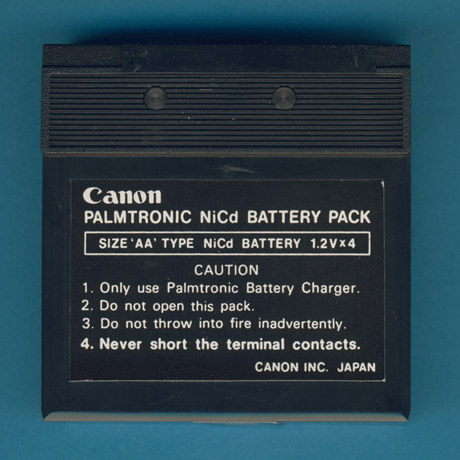 Canon
PALMTRONIC NiCd BATTERY PACK
SIZE 'AA' TYPE NiCd BATTERY 1.2V×4
CAUTION
1. Only use Palmtronic Battery Charger.
2. Do not open this pack.
3. Do not throw into fire inadvertently.
4. Never short the terminal contacts.
CANON INC. JAPAN